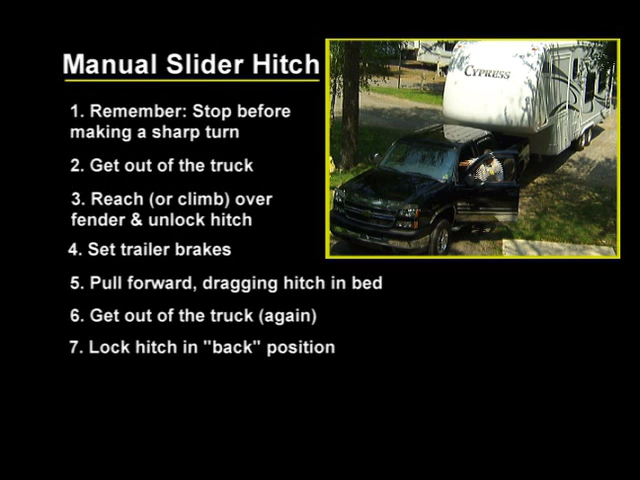 Manual Slider Hitch
1. Remember: Stop before
making a sharp turn
2. Get out of the truck
3. Reach (or climb) over
fender & unlock hitch
4. Set trailer brakes
5. Pull forward, dragging hitch in bed
6. Get out of the truck (again)
7. Lock hitch in "back" position
CYPRESS